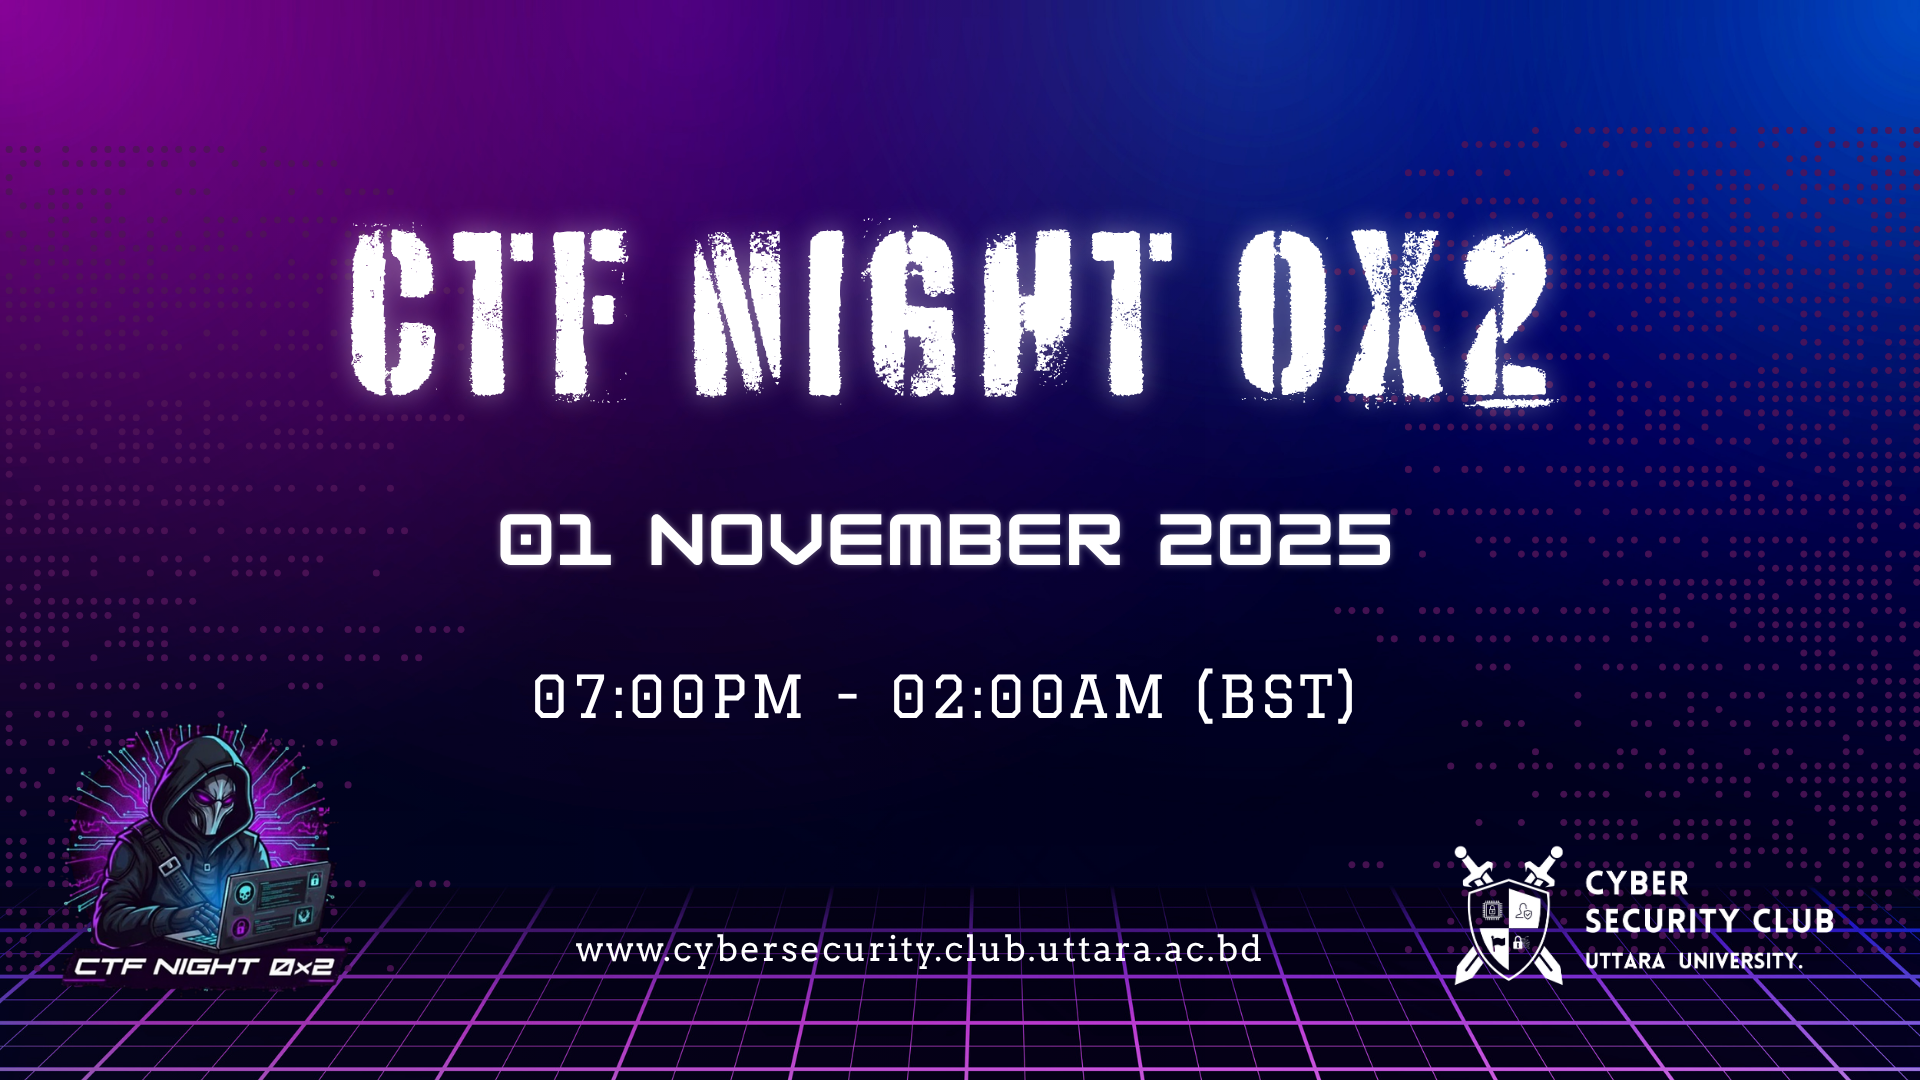 CTF NIGHT 0X2
01 NOVEMBER 2025
07:00PM - 02:00AM (BST)
CTF NIGHT 0x2
www.cybersecurity.club.uttara.ac.bd
CYBER
SECURITY CLUB
UTTARA UNIVERSITY.